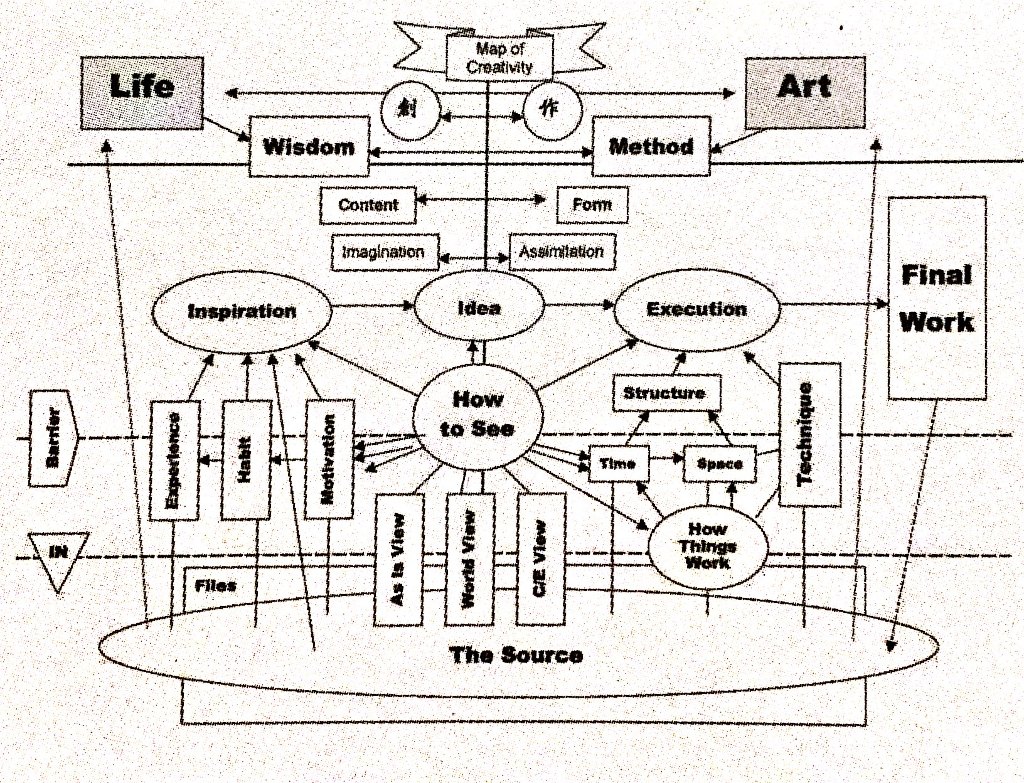 Map of
Creativity
Life
創
作
Art
Wisdom
Method
Content
Form
Imagination
Assimilation
Inspiration
Idea
Execution
Final
Work
How
to See
Structure
Barrier
Experience
Habit
Motivation
Time
Space
Technique
How
Things
Work
IN
Files
As Is View
World View
C/E View
The Source